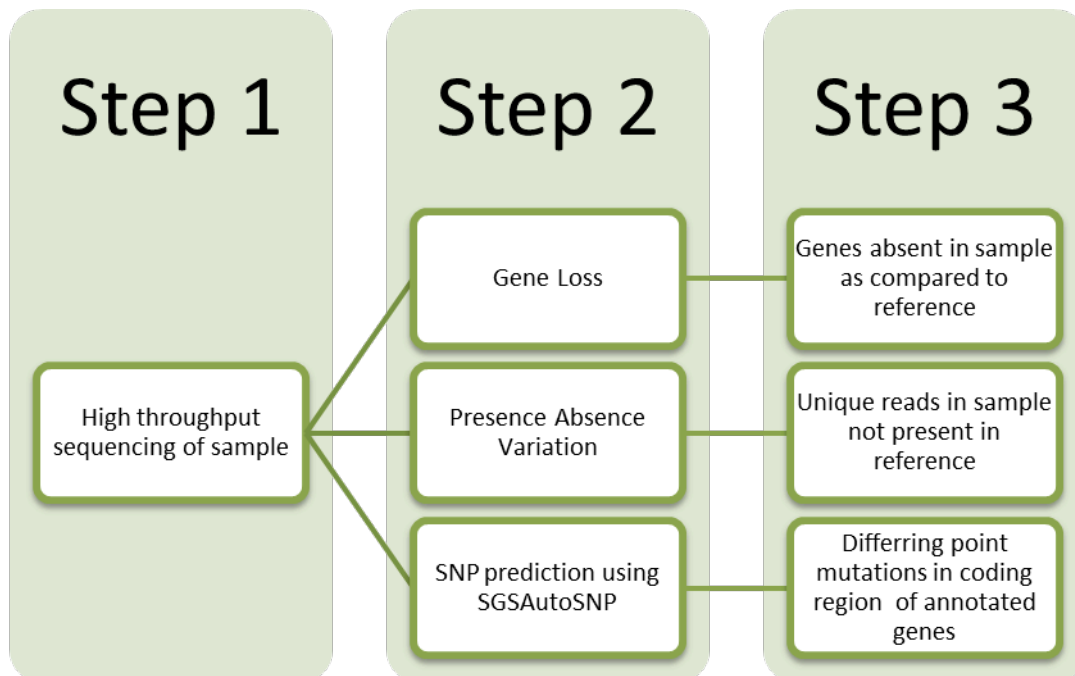 Step 1
Step 2
Step 3
High throughput
sequencing of sample
Gene Loss
Presence Absence
Variation
SNP prediction using
SGSAutoSNP
Genes absent in sample
as compared to
reference
Unique reads in sample
not present in
reference
Differring point
mutations in coding
region of annotated
genes